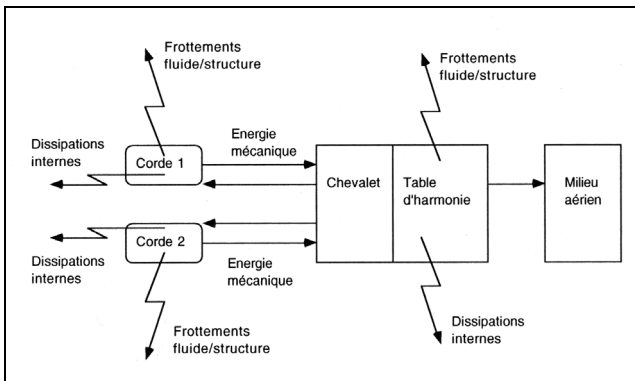 Frottements
fluide/structure
Frottements
fluide/structure
Dissipations
internes
Corde 1
Energie
mécanique
Chevalet
Table
d'harmonie
Milieu
aérien
Dissipations
internes
Corde 2
Energie
mécanique
Frottements
fluide/structure
Dissipations
internes